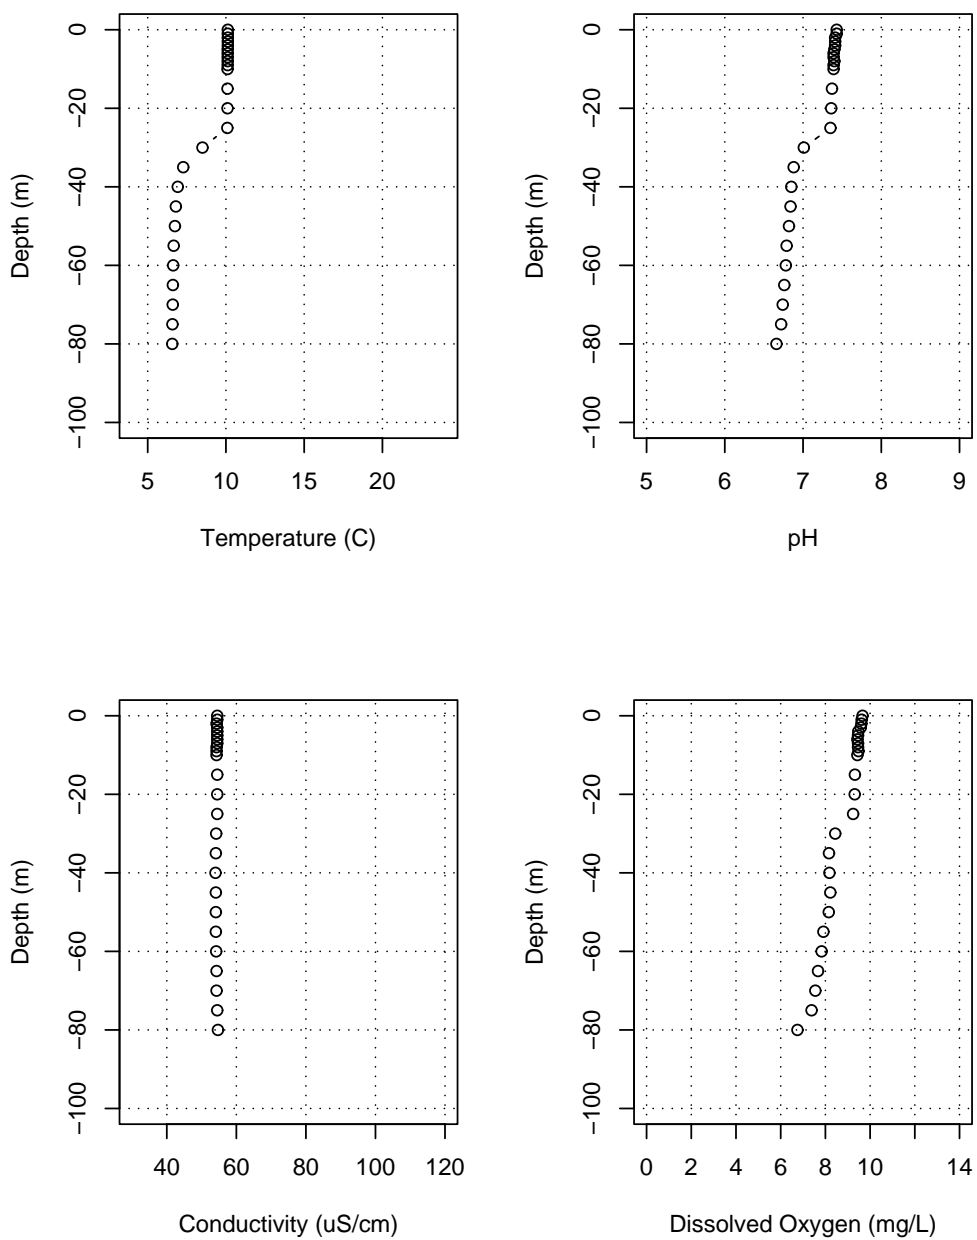 0
−20
−40
−60
−80
−100
Depth (m)
5 10 15 20
Temperature (C)
0
−20
−40
−60
−80
−100
Depth (m)
5 6 7 8 9
pH
0
−20
−40
−60
−80
−100
Depth (m)
40 60 80 100 120
Conductivity (uS/cm)
0
−20
−40
−60
−80
−100
Depth (m)
0 2 4 6 8 10 14
Dissolved Oxygen (mg/L)